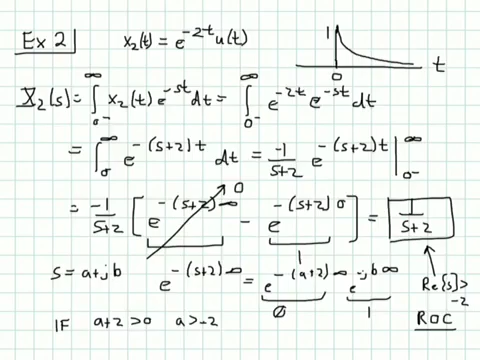 Ex 2 x₂(t) = e^{-2t} u(t)
1
0 t
X₂(s) = ∫_{0⁻}^{∞} x₂(t) e^{-st} dt = ∫_{0⁻}^{∞} e^{-2t} e^{-st} dt
= ∫_{0}^{∞} e^{-(s+2)t} dt = -1/(s+2) e^{-(s+2)t} |_{0⁻}^{∞}
= -1/(s+2) [ e^{-(s+2)∞} - e^{-(s+2)0} ] = 1/(s+2)
0
1
s = a+jb e^{-(s+2)∞} = e^{-(a+2)∞} e^{-jb∞} Re{s}>-2
0 1 ROC
IF a+2>0 a>-2